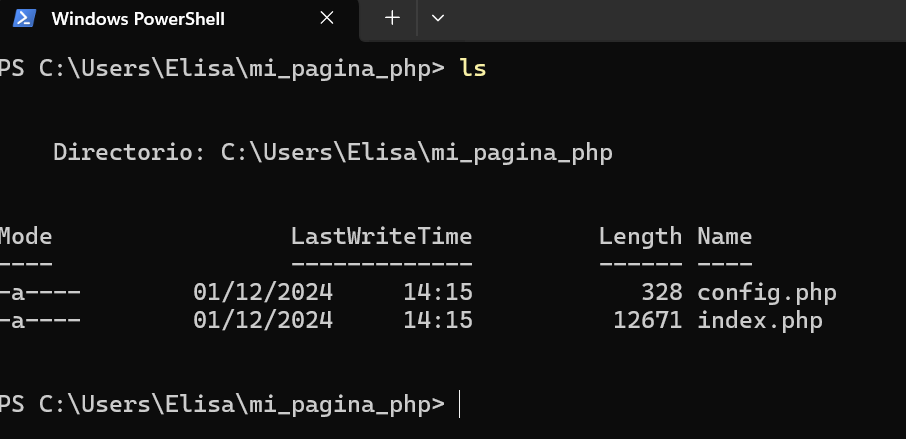 Windows PowerShell
PS C:\Users\Elisa\mi_pagina_php> ls
Directorio: C:\Users\Elisa\mi_pagina_php
Mode LastWriteTime Length Name
---- ------------- ------ ----
-a---- 01/12/2024 14:15 328 config.php
-a---- 01/12/2024 14:15 12671 index.php
PS C:\Users\Elisa\mi_pagina_php>